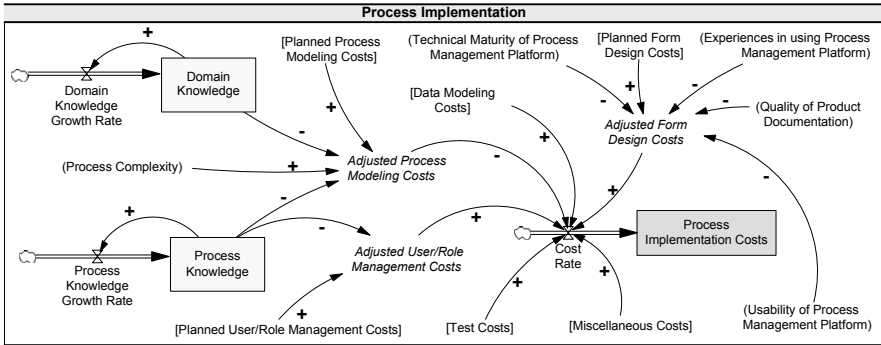 Process Implementation
+
[Planned Process
Modeling Costs]
(Technical Maturity of Process
Management Platform)
[Planned Form
Design Costs]
(Experiences in using Process
Management Platform)
Domain
Knowledge
Growth Rate
Domain
Knowledge
[Data Modeling
Costs]
+
-
+
-
-
(Quality of Product
Documentation)
+
-
+
Adjusted Form
Design Costs
(Process Complexity)
+
Adjusted Process
Modeling Costs
-
-
-
+
+
-
+
Process
Knowledge
Growth Rate
Process
Knowledge
Adjusted User/Role
Management Costs
Cost
Rate
Process
Implementation Costs
+
+
+
[Planned User/Role Management Costs]
[Test Costs]
[Miscellaneous Costs]
(Usability of Process
Management Platform)